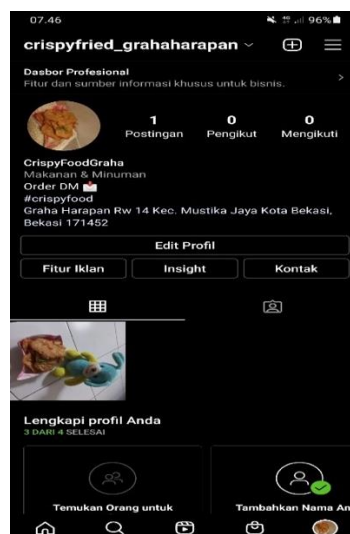 07.46
96%
crispyfried_grahaharapan
Dasbor Profesional
Fitur dan sumber informasi khusus untuk bisnis.
1 0 0
Postingan Pengikut Mengikuti
CrispyFoodGraha
Makanan & Minuman
Order DM 📩
#crispyfood
Graha Harapan Rw 14 Kec. Mustika Jaya Kota Bekasi,
Bekasi 171452
Edit Profil
Fitur Iklan Insight Kontak
Lengkapi profil Anda
3 DARI 4 SELESAI
Temukan Orang untuk Tambahkan Nama An